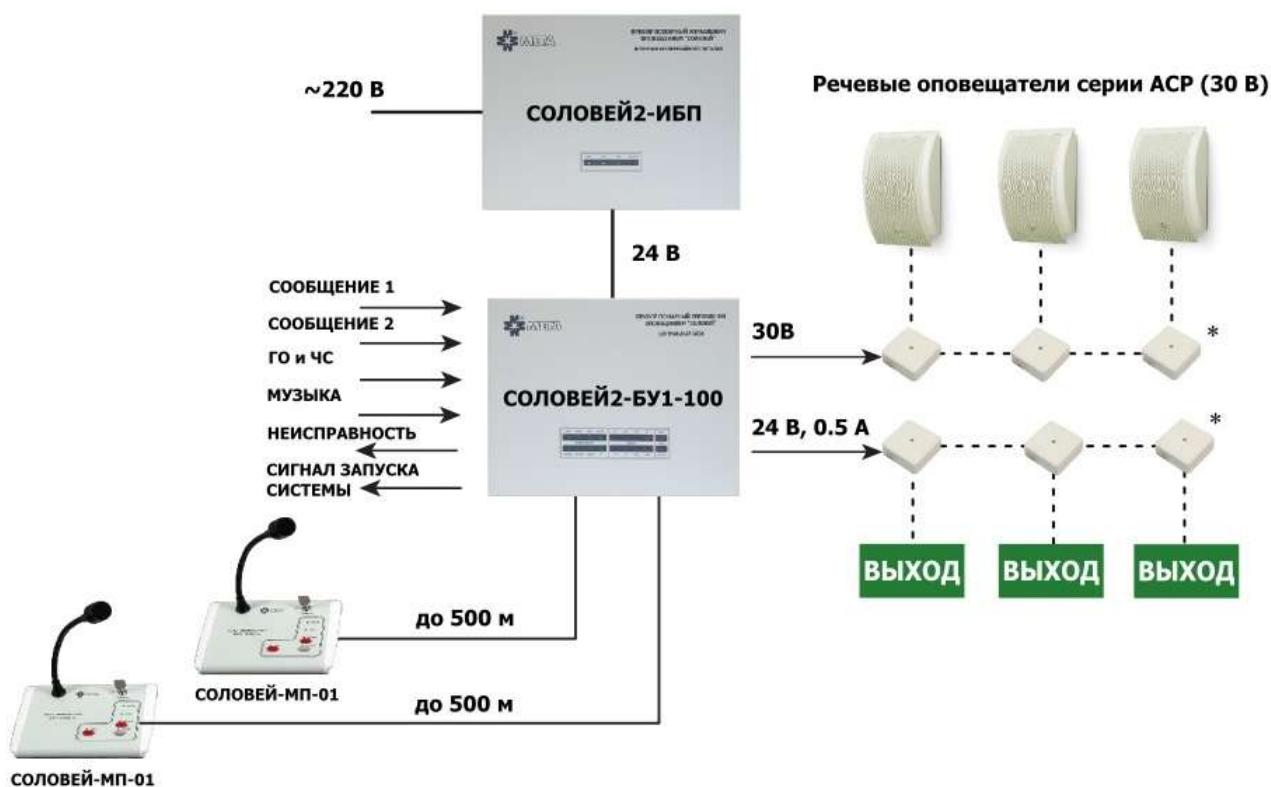 МЕТА
СОЛОВЕЙ2-ИБП
~220 В
Речевые оповещатели серии АСР (30 В)
24 В
СООБЩЕНИЕ 1
СООБЩЕНИЕ 2
ГО и ЧС
МУЗЫКА
НЕИСПРАВНОСТЬ
СИГНАЛ ЗАПУСКА
СИСТЕМЫ
МЕТА
СОЛОВЕЙ2-БУ1-100
30В
*
24 В, 0.5 А
*
ВЫХОД ВЫХОД ВЫХОД
до 500 м
СОЛОВЕЙ-МП-01
до 500 м
СОЛОВЕЙ-МП-01